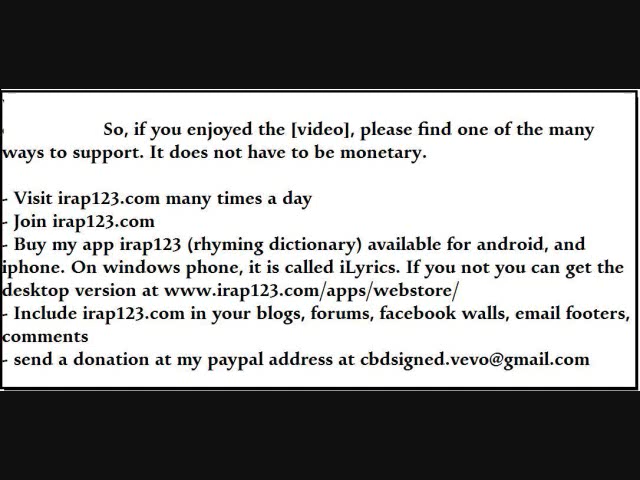 So, if you enjoyed the [video], please find one of the many
ways to support. It does not have to be monetary.
- Visit irap123.com many times a day
- Join irap123.com
- Buy my app irap123 (rhyming dictionary) available for android, and
iphone. On windows phone, it is called iLyrics. If you not you can get the
desktop version at www.irap123.com/apps/webstore/
- Include irap123.com in your blogs, forums, facebook walls, email footers,
comments
- send a donation at my paypal address at cbdsigned.vevo@gmail.com